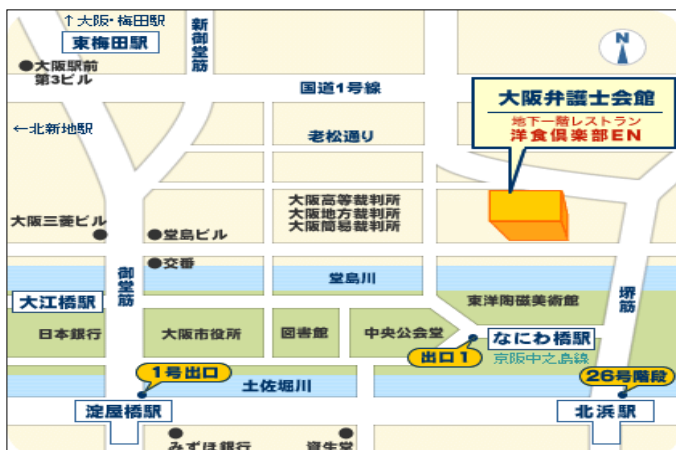 ↑大阪・梅田駅
東梅田駅
新御堂筋
N
●大阪駅前
第3ビル
国道1号線
大阪弁護士会館
地下一階レストラン
洋食倶楽部EN
←北新地駅
老松通り
大阪高等裁判所
大阪地方裁判所
大阪簡易裁判所
大阪三菱ビル
●堂島ビル
●交番
御堂筋
堂島川
堺筋
大江橋駅
東洋陶磁美術館
日本銀行
大阪市役所
図書館
中央公会堂
なにわ橋駅
出口1
京阪中之島線
1号出口
土佐堀川
26号階段
淀屋橋駅
北浜駅
みずほ銀行
資生堂